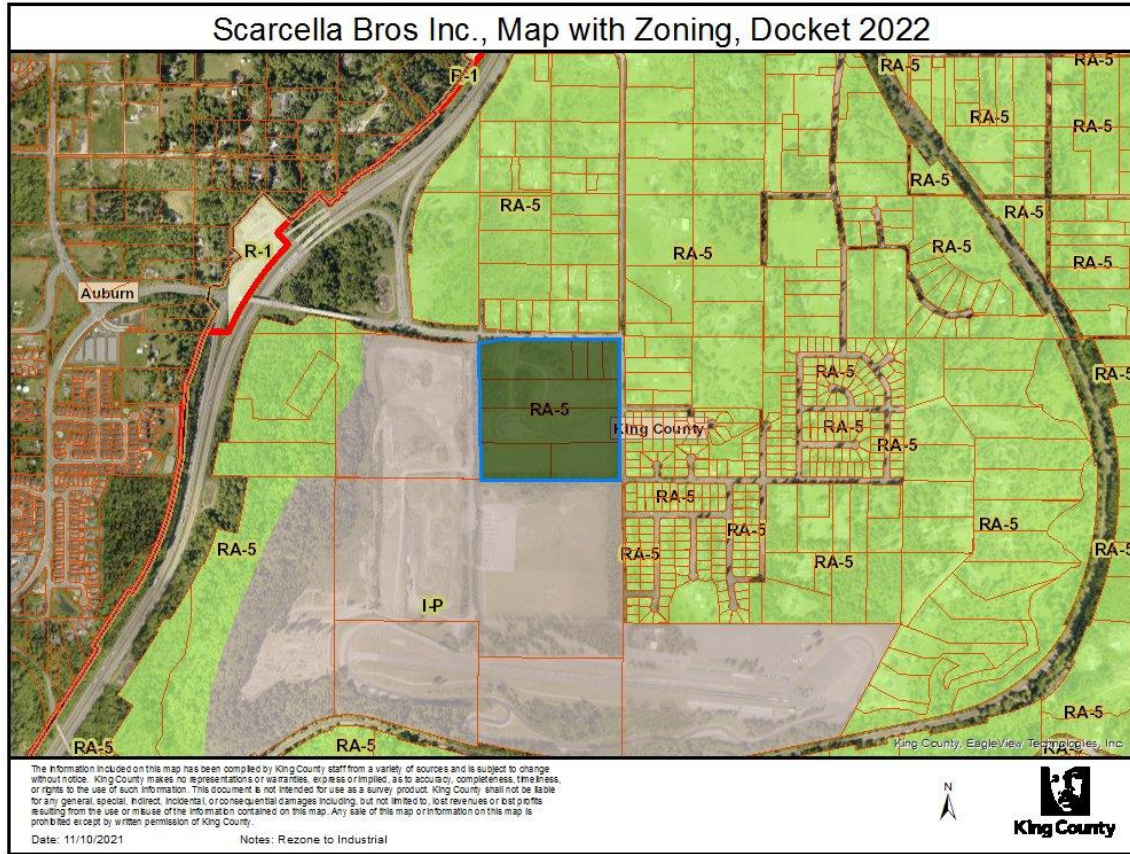 Scarcella Bros Inc., Map with Zoning, Docket 2022
R-1
RA-5
RA-5
RA-5
RA-5
RA-5
RA-5
RA-5
RA-5
RA-5
RA-5
R-1
Auburn
RA-5
RA-5
RA-5
RA-5
King County
RA-5
RA-5
RA-5
RA-5
RA-5
RA-5
RA-5
RA-5
I-P
RA-5
RA-5
RA-5
RA-5
King County, EagleView Technologies, Inc.
The information included on this map has been compiled by King County staff from a variety of sources and is subject to change
without notice. King County makes no representations or warranties, express or implied, as to accuracy, completeness, timeliness,
or rights to the use of such information. This document is not intended for use as a survey product. King County shall not be liable
for any general, special, indirect, incidental, or consequential damages including, but not limited to, lost revenues or lost profits
resulting from the use or misuse of the information contained on this map. Any sale of this map or information on this map is
prohibited except by written permission of King County.
Date: 11/10/2021 Notes: Rezone to Industrial
N
King County